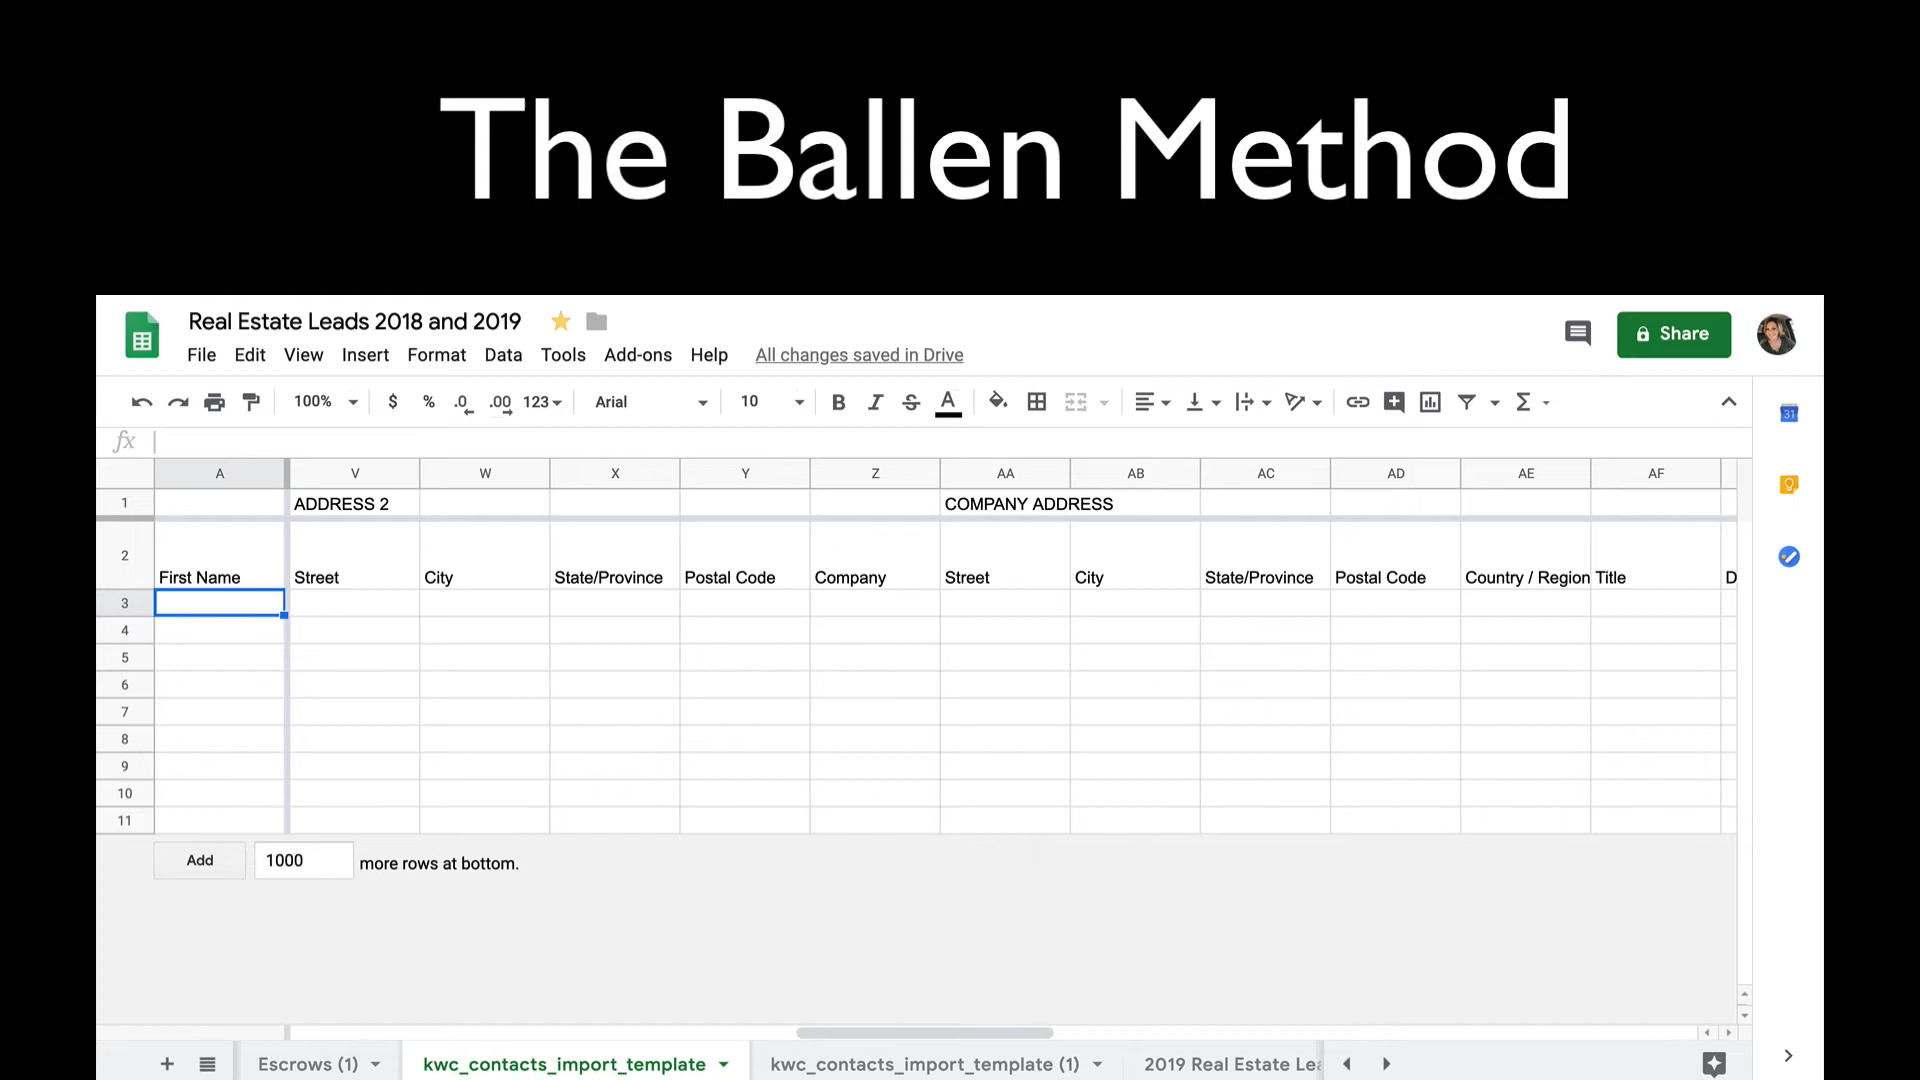 The Ballen Method
Real Estate Leads 2018 and 2019
File Edit View Insert Format Data Tools Add-ons Help All changes saved in Drive
Share
100% $ % .0 .00 123 Arial 10 B I S A Σ
31
fx
A V W X Y Z AA AB AC AD AE AF
1 ADDRESS 2 COMPANY ADDRESS
2 First Name Street City State/Province Postal Code Company Street City State/Province Postal Code Country / Region Title D
3
4
5
6
7
8
9
10
11
Add 1000 more rows at bottom.
+ Escrows (1) kwc_contacts_import_template kwc_contacts_import_template (1) 2019 Real Estate Le